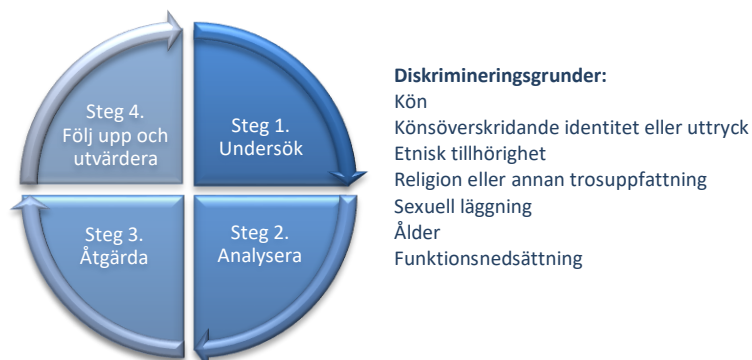 Steg 4.
Följ upp och
utvärdera
Steg 1.
Undersök
Steg 3.
Åtgärda
Steg 2.
Analysera
Diskrimineringsgrunder:
Kön
Könsöverskridande identitet eller uttryck
Etnisk tillhörighet
Religion eller annan trosuppfattning
Sexuell läggning
Ålder
Funktionsnedsättning